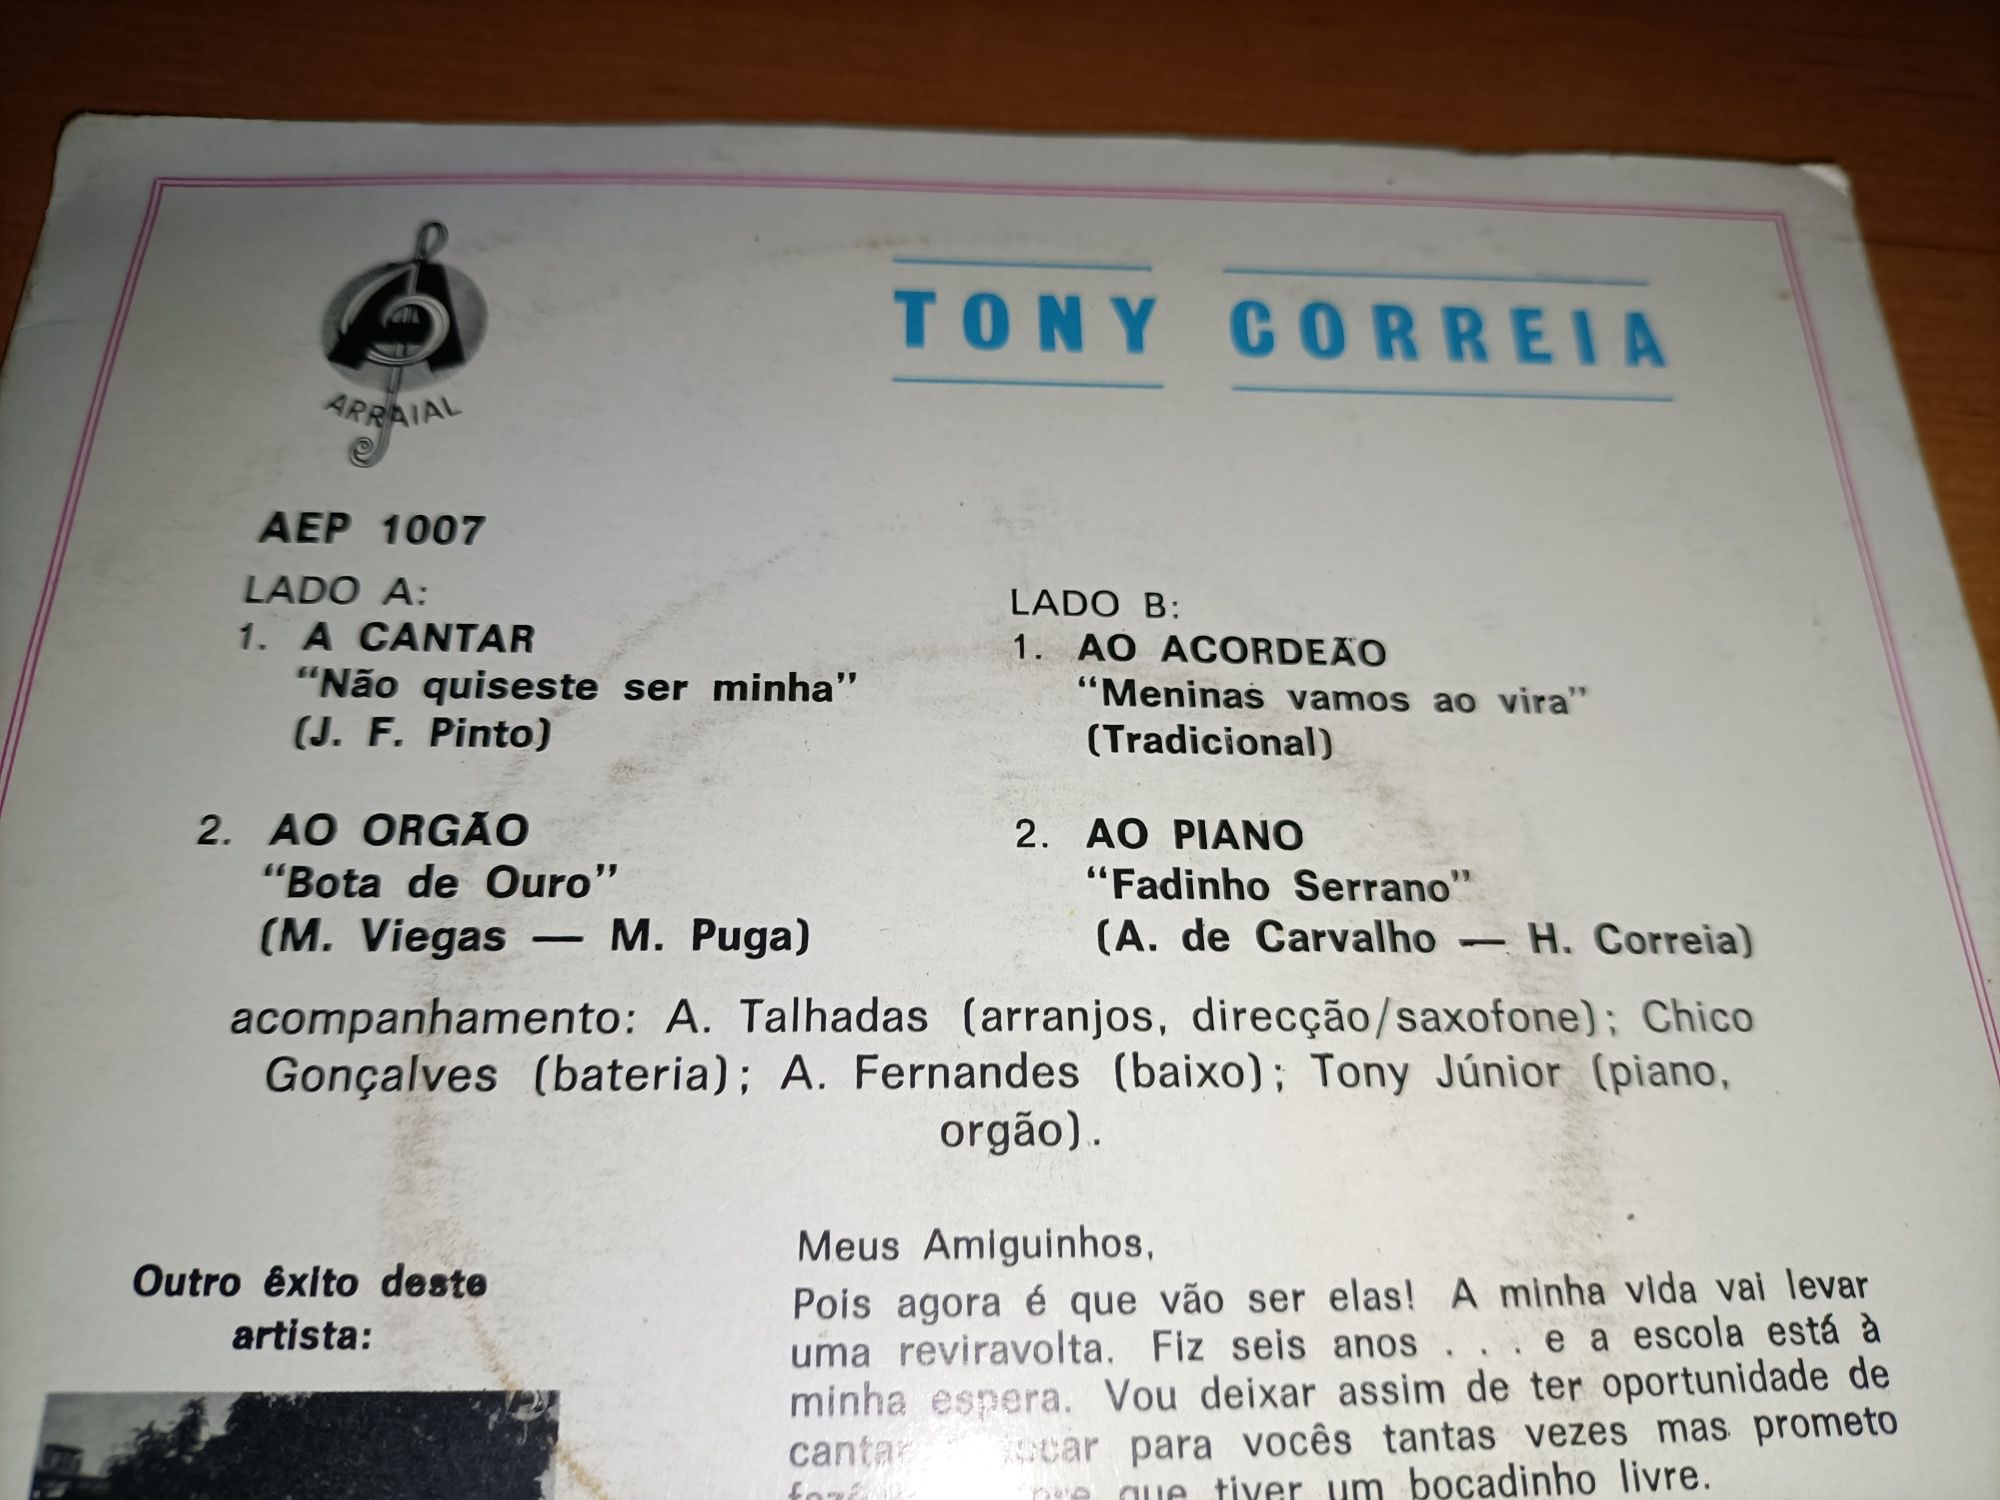 ARRAIAL
TONY CORREIA
AEP 1007
LADO A:
1. A CANTAR
“Não quiseste ser minha”
(J. F. Pinto)
2. AO ORGÃO
“Bota de Ouro”
(M. Viegas — M. Puga)
LADO B:
1. AO ACORDEÃO
“Meninas vamos ao vira”
(Tradicional)
2. AO PIANO
“Fadinho Serrano”
(A. de Carvalho — H. Correia)
acompanhamento: A. Talhadas (arranjos, direcção/saxofone); Chico
Gonçalves (bateria); A. Fernandes (baixo); Tony Júnior (piano,
orgão).
Outro êxito deste
artista:
Meus Amiguinhos,
Pois agora é que vão ser elas! A minha vida vai levar
uma reviravolta. Fiz seis anos . . . e a escola está à
minha espera. Vou deixar assim de ter oportunidade de
para vocês tantas vezes mas prometo
que tiver um bocadinho livre.